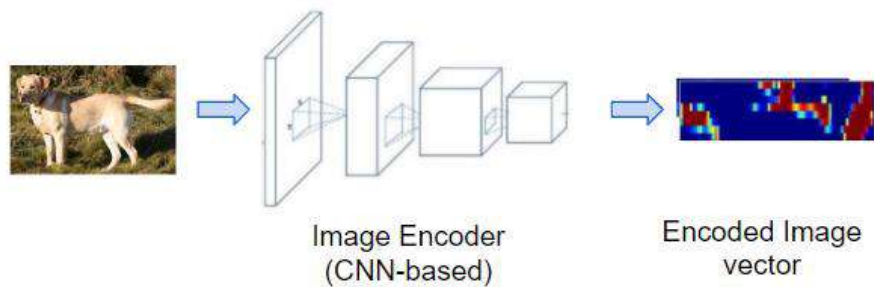 Image Encoder
(CNN-based)
Encoded Image
vector